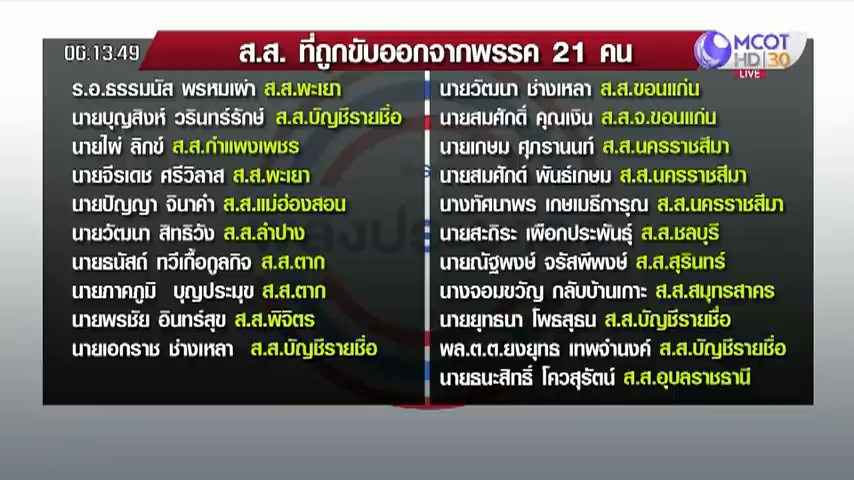 06.13.49
ส.ส. ที่ถูกขับออกจากพรรค 21 คน
MCOT
HD 30
LIVE
ร.อ.ธรรมนัส พรหมเผ่า ส.ส.พะเยา
นายบุญสิงห์ วรินทร์รักษ์ ส.ส.บัญชีรายชื่อ
นายไผ่ ลิกข์ ส.ส.กำแพงเพชร
นายจีรเดช ศรีวิลาส ส.ส.พะเยา
นายปัญญา จินาคำ ส.ส.แม่ฮ่องสอน
นายวัฒนา สิทธิวัง ส.ส.ลำปาง
นายธนัสถ์ ทวีเกื้อกูลกิจ ส.ส.ตาก
นายภาคภูมิ บุญประมุข ส.ส.ตาก
นายพรชัย อินทร์สุข ส.ส.พิจิตร
นายเอกราช ช่างเหลา ส.ส.บัญชีรายชื่อ
นายวัฒนา ช่างเหลา ส.ส.ขอนแก่น
นายสมศักดิ์ คุณเงิน ส.ส.จ.ขอนแก่น
นายเกษม ศุภรานนท์ ส.ส.นครราชสีมา
นายสมศักดิ์ พันธ์เกษม ส.ส.นครราชสีมา
นางทัศนาพร เกษเมธีการุณ ส.ส.นครราชสีมา
นายสะถิระ เผือกประพันธุ์ ส.ส.ชลบุรี
นายณัฐพงษ์ จรัสพีพงษ์ ส.ส.สุรินทร์
นางจอมขวัญ กลับบ้านเกาะ ส.ส.สมุทรสาคร
นายยุทธนา โพธสุธน ส.ส.บัญชีรายชื่อ
พล.ต.ต.ยงยุทธ เทพจำนงค์ ส.ส.บัญชีรายชื่อ
นายธนะสิทธิ์ โควสุรัตน์ ส.ส.อุบลราชธานี